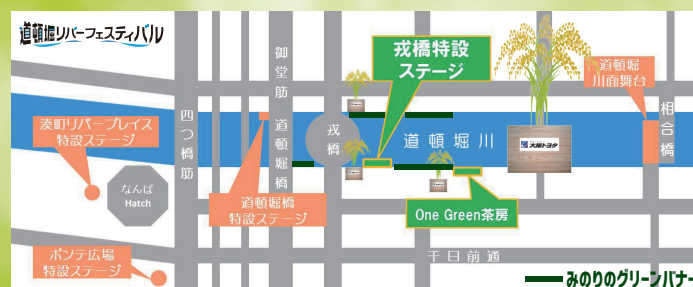 道頓堀リバーフェスティバル
御堂筋
戎橋特設
ステージ
道頓堀
川面舞台
湊町リバープレイス
特設ステージ
四つ橋筋
道頓堀橋
戎橋
道頓堀川
大阪トヨタ
相合橋
なんば
Hatch
道頓堀橋
特設ステージ
One Green茶房
ポンテ広場
特設ステージ
千日前通
みのりのグリーンバナー